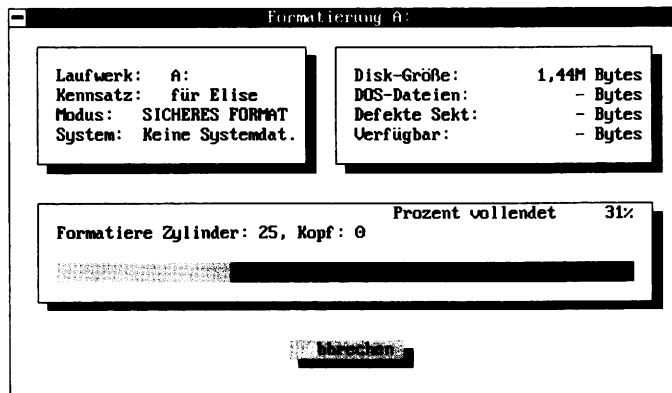 Formatierung A:
Laufwerk: A:
Kennsatz: für Elise
Modus: SICHERES FORMAT
System: Keine Systemdat.
Disk-Größe: 1,44M Bytes
DOS-Dateien: - Bytes
Defekte Sekt: - Bytes
Verfügbar: - Bytes
Prozent vollendet 31%
Formatiere Zylinder: 25, Kopf: 0
Abbrechen